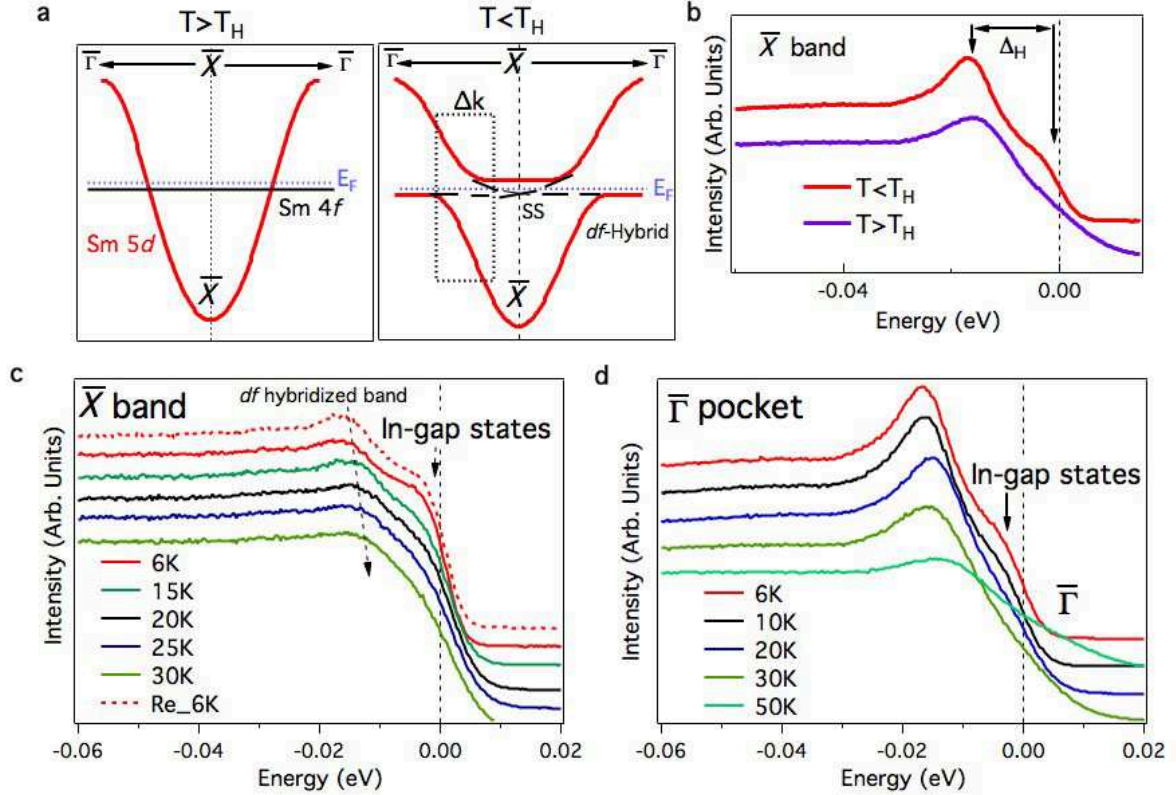 a
T>T_H
T<T_H
Γ̅ X̅ Γ̅
Γ̅ X̅ Γ̅
Δk
E_F
Sm 4f
Sm 5d
X̅
E_F
SS
df-Hybrid
X̅
b
X̅ band
Δ_H
T<T_H
T>T_H
Intensity (Arb. Units)
-0.04 0.00
Energy (eV)
c
X̅ band
df hybridized band
In-gap states
6K
15K
20K
25K
30K
Re_6K
Intensity (Arb. Units)
-0.06 -0.04 -0.02 0.00 0.02
Energy (eV)
d
Γ̅ pocket
In-gap states
Γ̅
6K
10K
20K
30K
50K
Intensity (Arb. Units)
-0.06 -0.04 -0.02 0.00 0.02
Energy (eV)